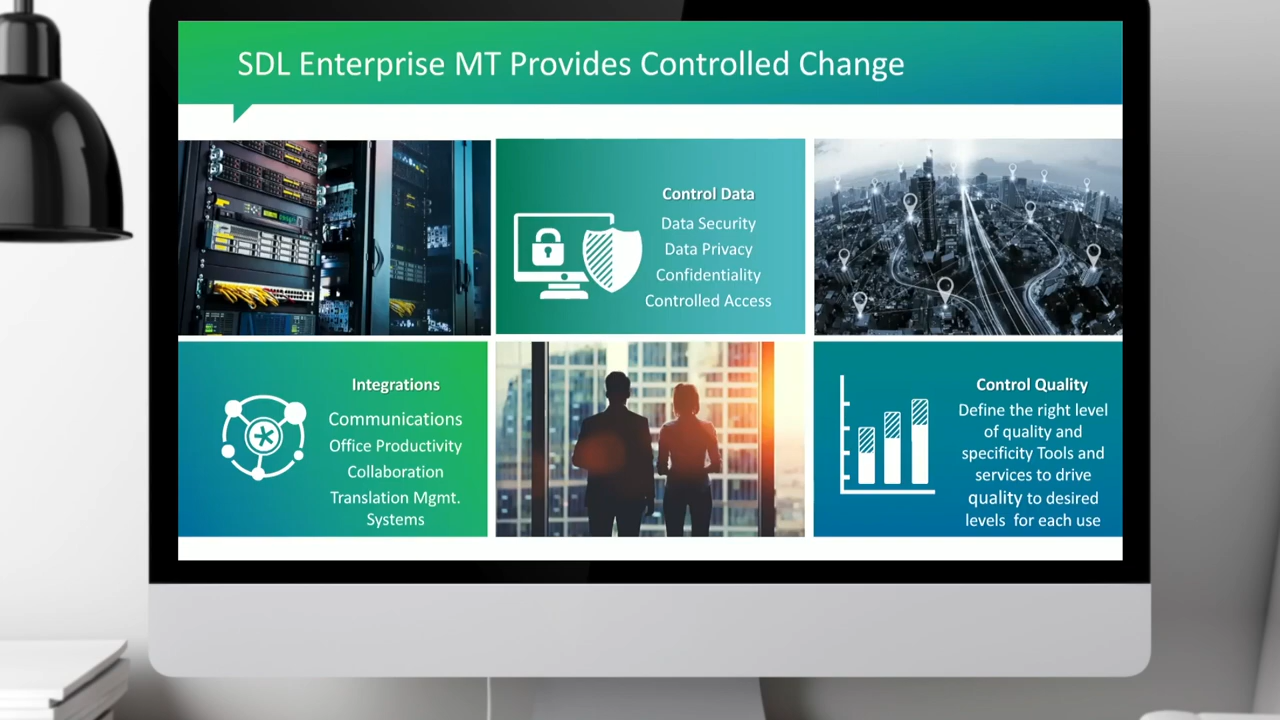 SDL Enterprise MT Provides Controlled Change
Control Data
Data Security
Data Privacy
Confidentiality
Controlled Access
Integrations
Communications
Office Productivity
Collaboration
Translation Mgmt.
Systems
Control Quality
Define the right level
of quality and
specificity Tools and
services to drive
quality to desired
levels for each use